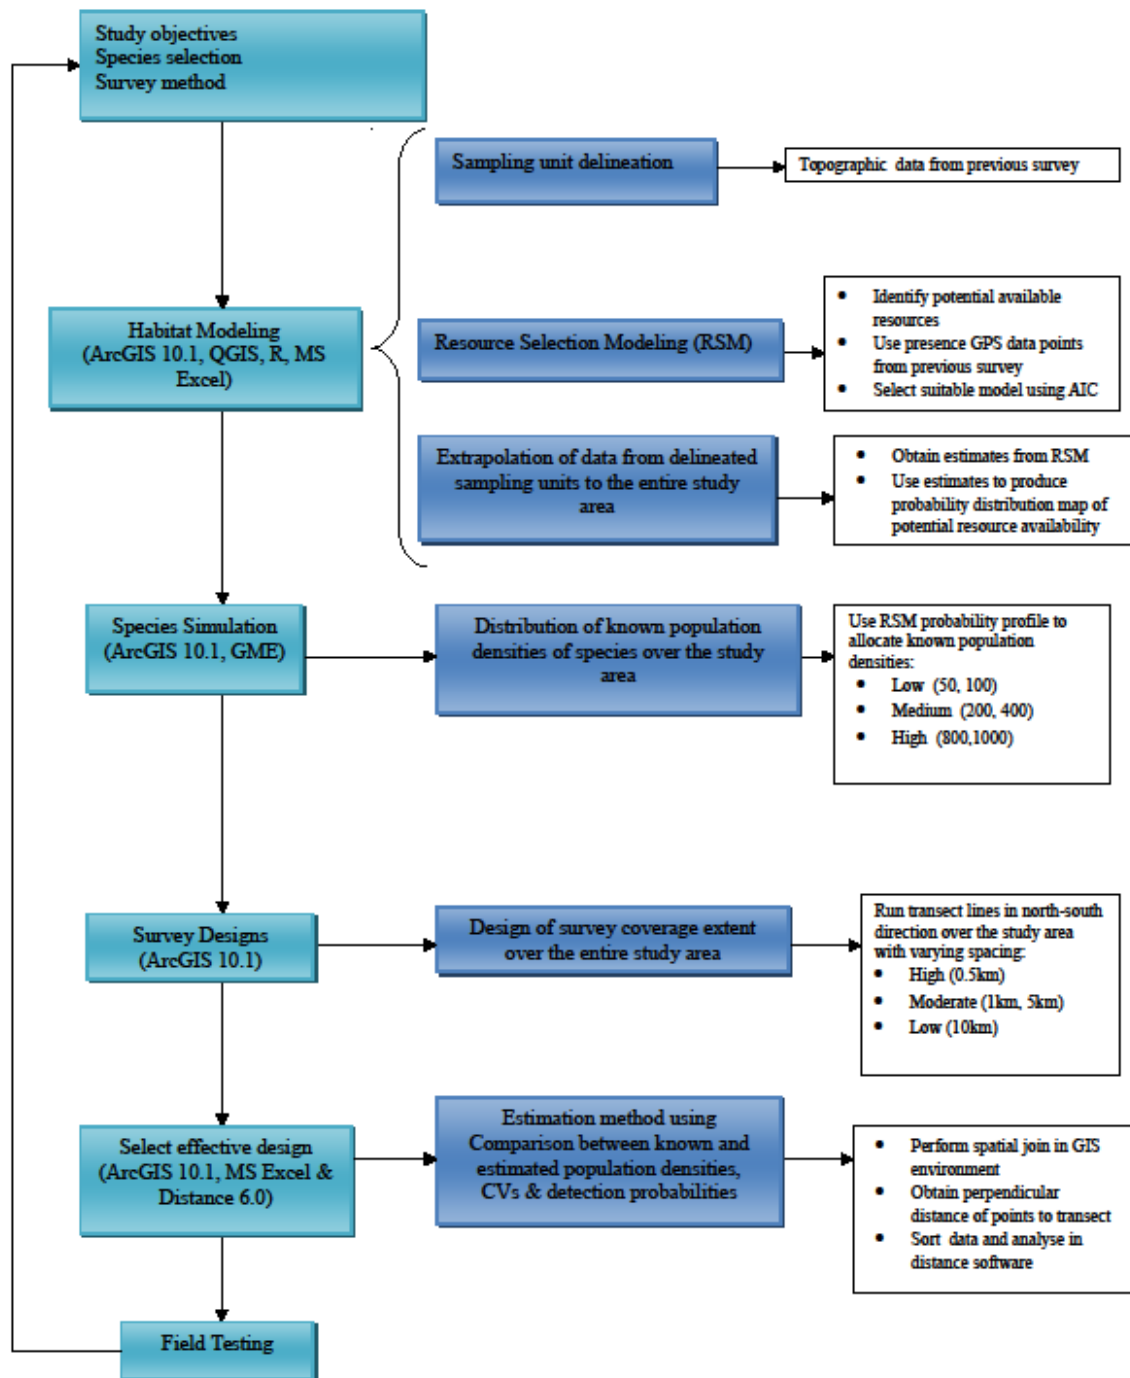 Study objectives
Species selection
Survey method
Sampling unit delineation
Topographic data from previous survey
Habitat Modeling
(ArcGIS 10.1, QGIS, R, MS
Excel)
Resource Selection Modeling (RSM)
• Identify potential available
resources
• Use presence GPS data points
from previous survey
• Select suitable model using AIC
Extrapolation of data from delineated
sampling units to the entire study
area
• Obtain estimates from RSM
• Use estimates to produce
probability distribution map of
potential resource availability
Species Simulation
(ArcGIS 10.1, GME)
Distribution of known population
densities of species over the study
area
Use RSM probability profile to
allocate known population
densities:
• Low (50, 100)
• Medium (200, 400)
• High (800,1000)
Survey Designs
(ArcGIS 10.1)
Design of survey coverage extent
over the entire study area
Run transect lines in north-south
direction over the study area
with varying spacing:
• High (0.5km)
• Moderate (1km, 5km)
• Low (10km)
Select effective design
(ArcGIS 10.1, MS Excel &
Distance 6.0)
Estimation method using
Comparison between known and
estimated population densities,
CVs & detection probabilities
• Perform spatial join in GIS
environment
• Obtain perpendicular
distance of points to transect
• Sort data and analyse in
distance software
Field Testing